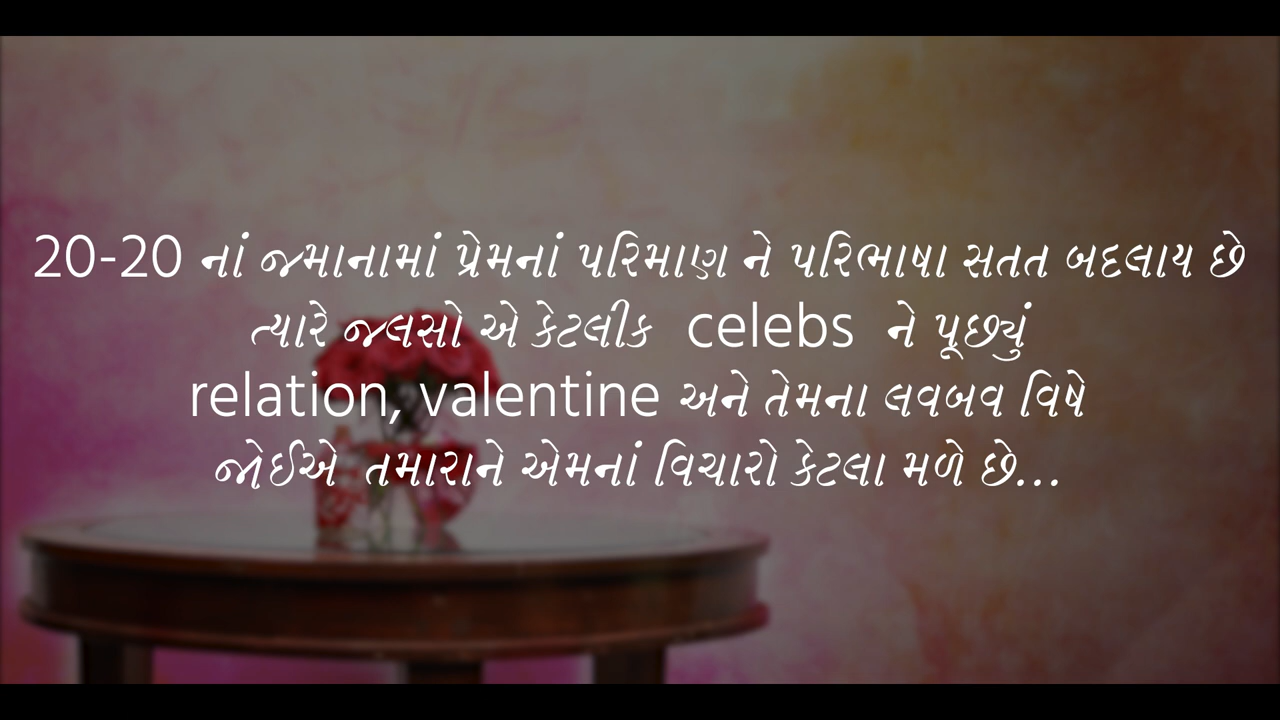 20-20 નાં જમાનામાં પ્રેમનાં પરિમાણ ને પરિભાષા સતત બદલાય છે
ત્યારે જલસો એ કેટલીક celebs ને પૂછ્યું
relation, valentine અને તેમના લવબવ વિષે
જોઈએ તમારાને એમનાં વિચારો કેટલા મળે છે...